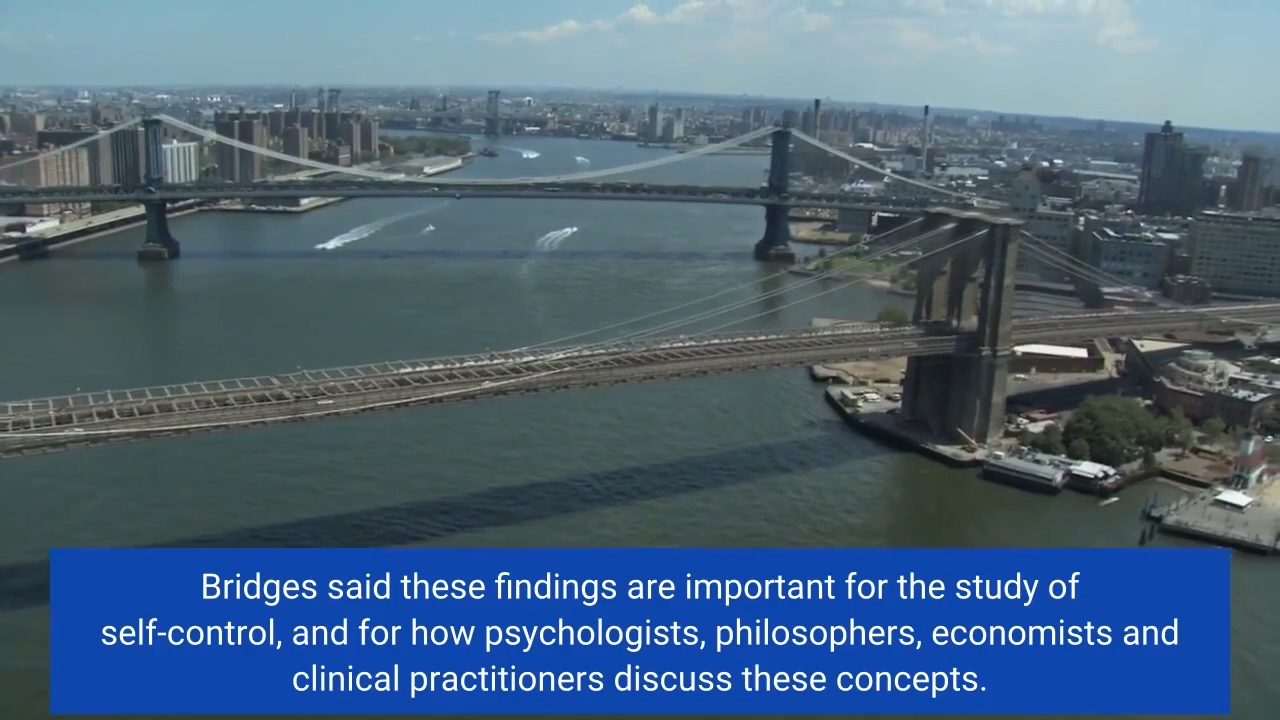 Bridges said these findings are important for the study of
self-control, and for how psychologists, philosophers, economists and
clinical practitioners discuss these concepts.